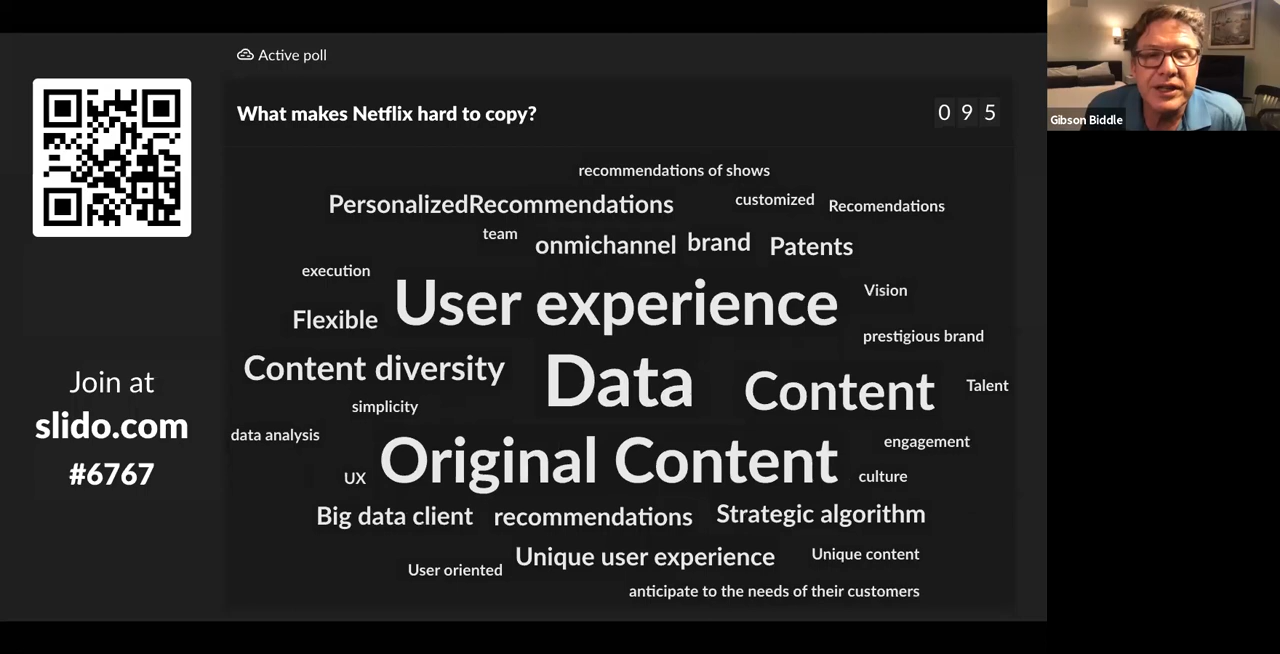 Active poll
What makes Netflix hard to copy?
0 9 5
recommendations of shows
PersonalizedRecommendations
customized
Recomendations
team
onmichannel
brand
Patents
execution
User experience
Vision
Flexible
prestigious brand
Content diversity
Data
Content
Talent
simplicity
data analysis
Original Content
engagement
UX
culture
Big data client
recommendations
Strategic algorithm
Unique user experience
Unique content
User oriented
anticipate to the needs of their customers
Join at
slido.com
#6767
Gibson Biddle